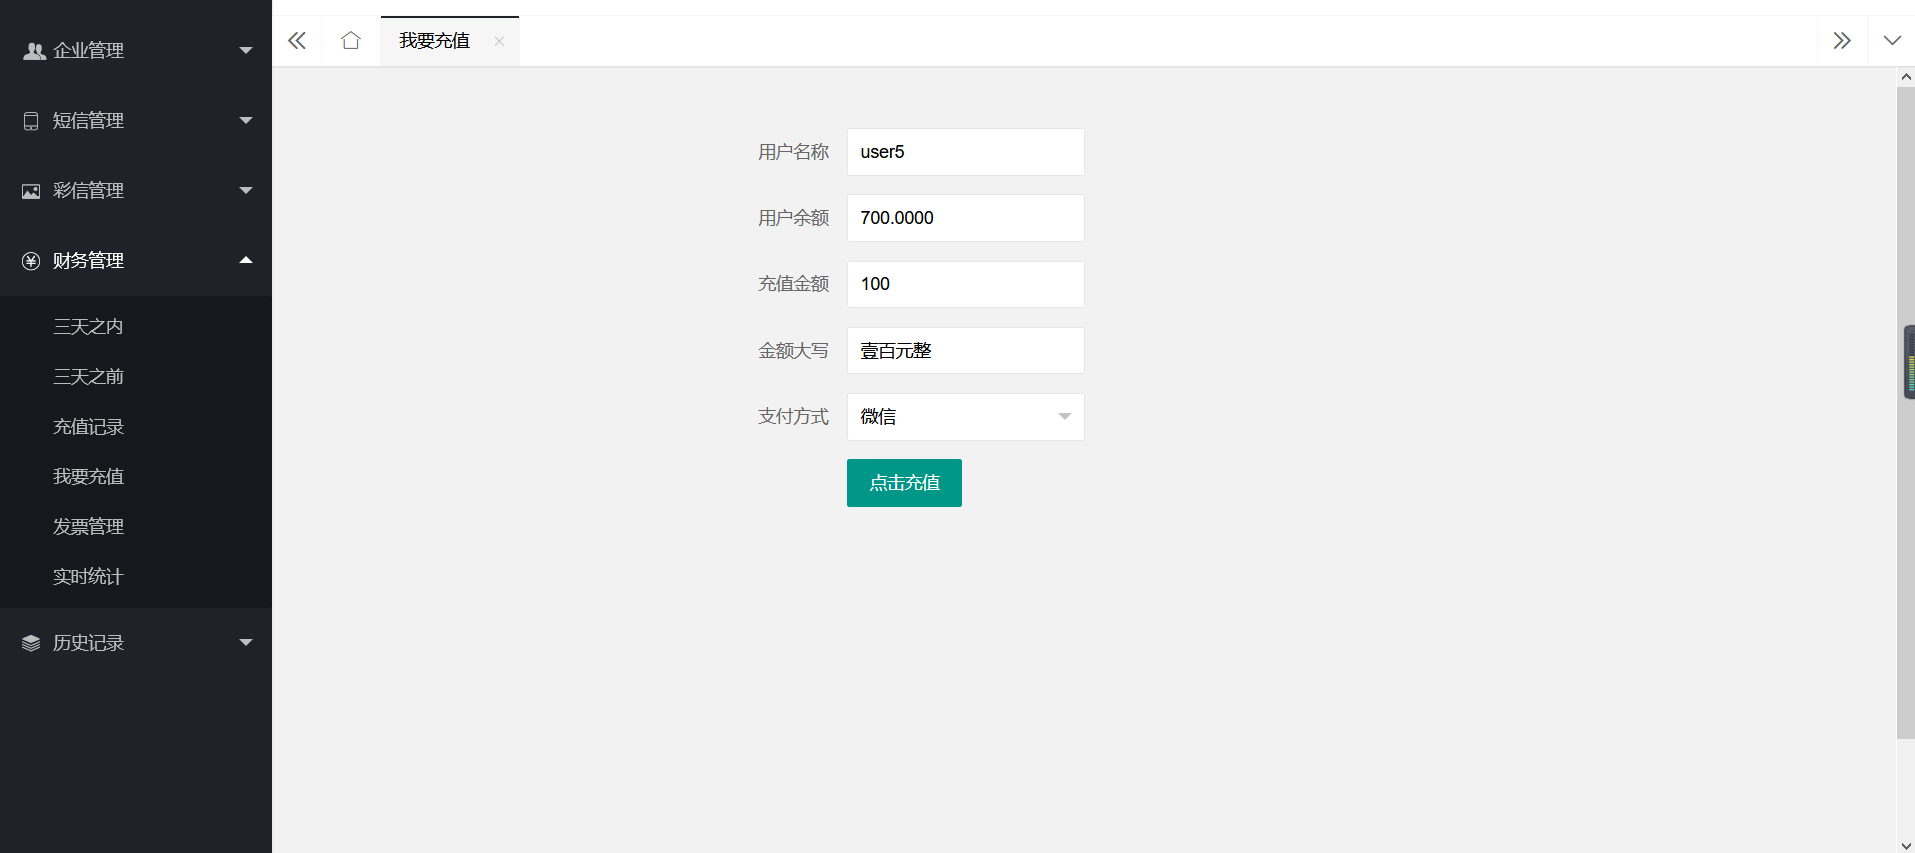 企业管理
短信管理
彩信管理
财务管理
三天之内
三天之前
充值记录
我要充值
发票管理
实时统计
历史记录
我要充值
用户名称 user5
用户余额 700.0000
充值金额 100
金额大写 壹百元整
支付方式 微信
点击充值